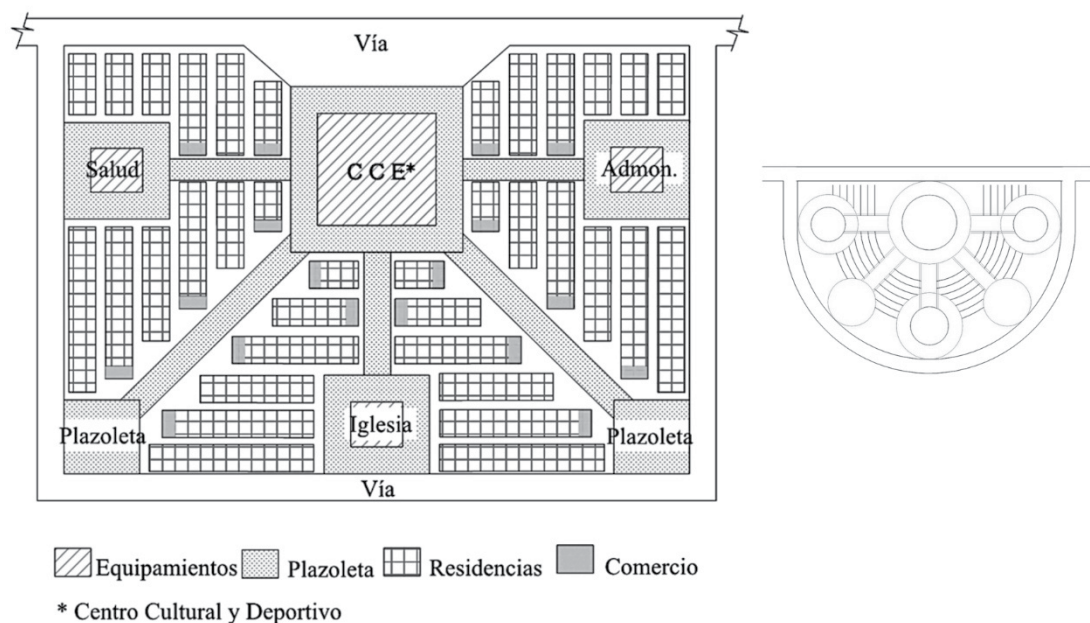 Vía
Salud
C C E*
Admon.
Plazoleta
Iglesia
Plazoleta
Vía
Equipamientos
Plazoleta
Residencias
Comercio
* Centro Cultural y Deportivo